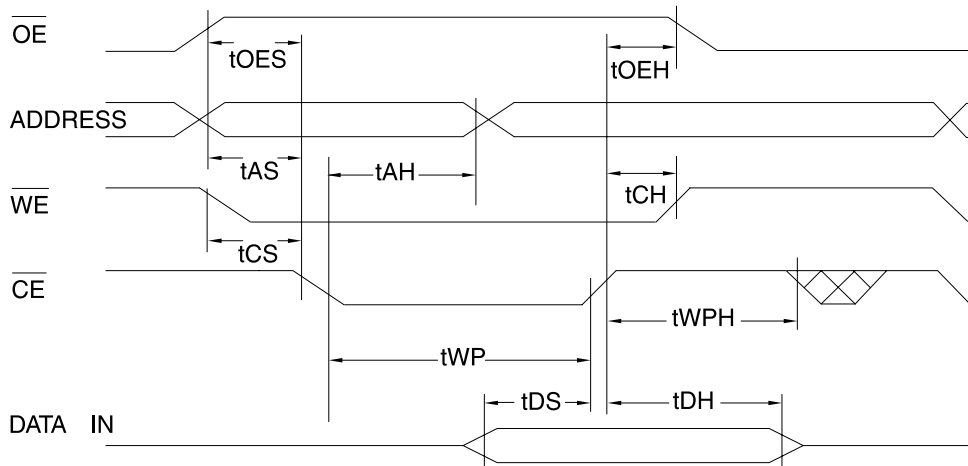 OE
tOES
tOEH
ADDRESS
tAS
tAH
tCH
WE
tCS
CE
tWPH
tWP
tDS
tDH
DATA IN